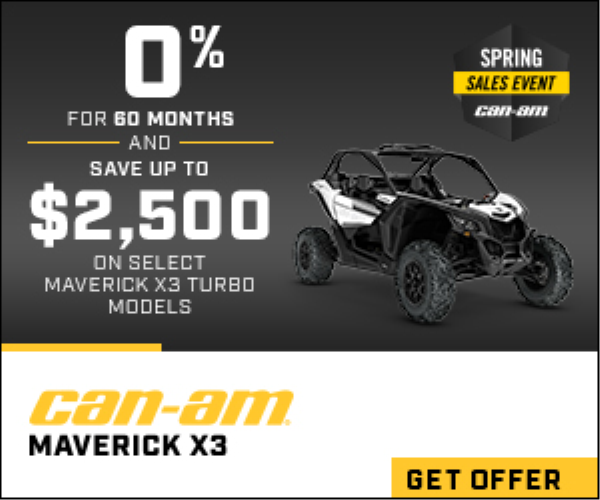 0%
FOR 60 MONTHS
AND
SAVE UP TO
$2,500
ON SELECT
MAVERICK X3 TURBO
MODELS
SPRING
SALES EVENT
can-am
can-am
MAVERICK X3
GET OFFER